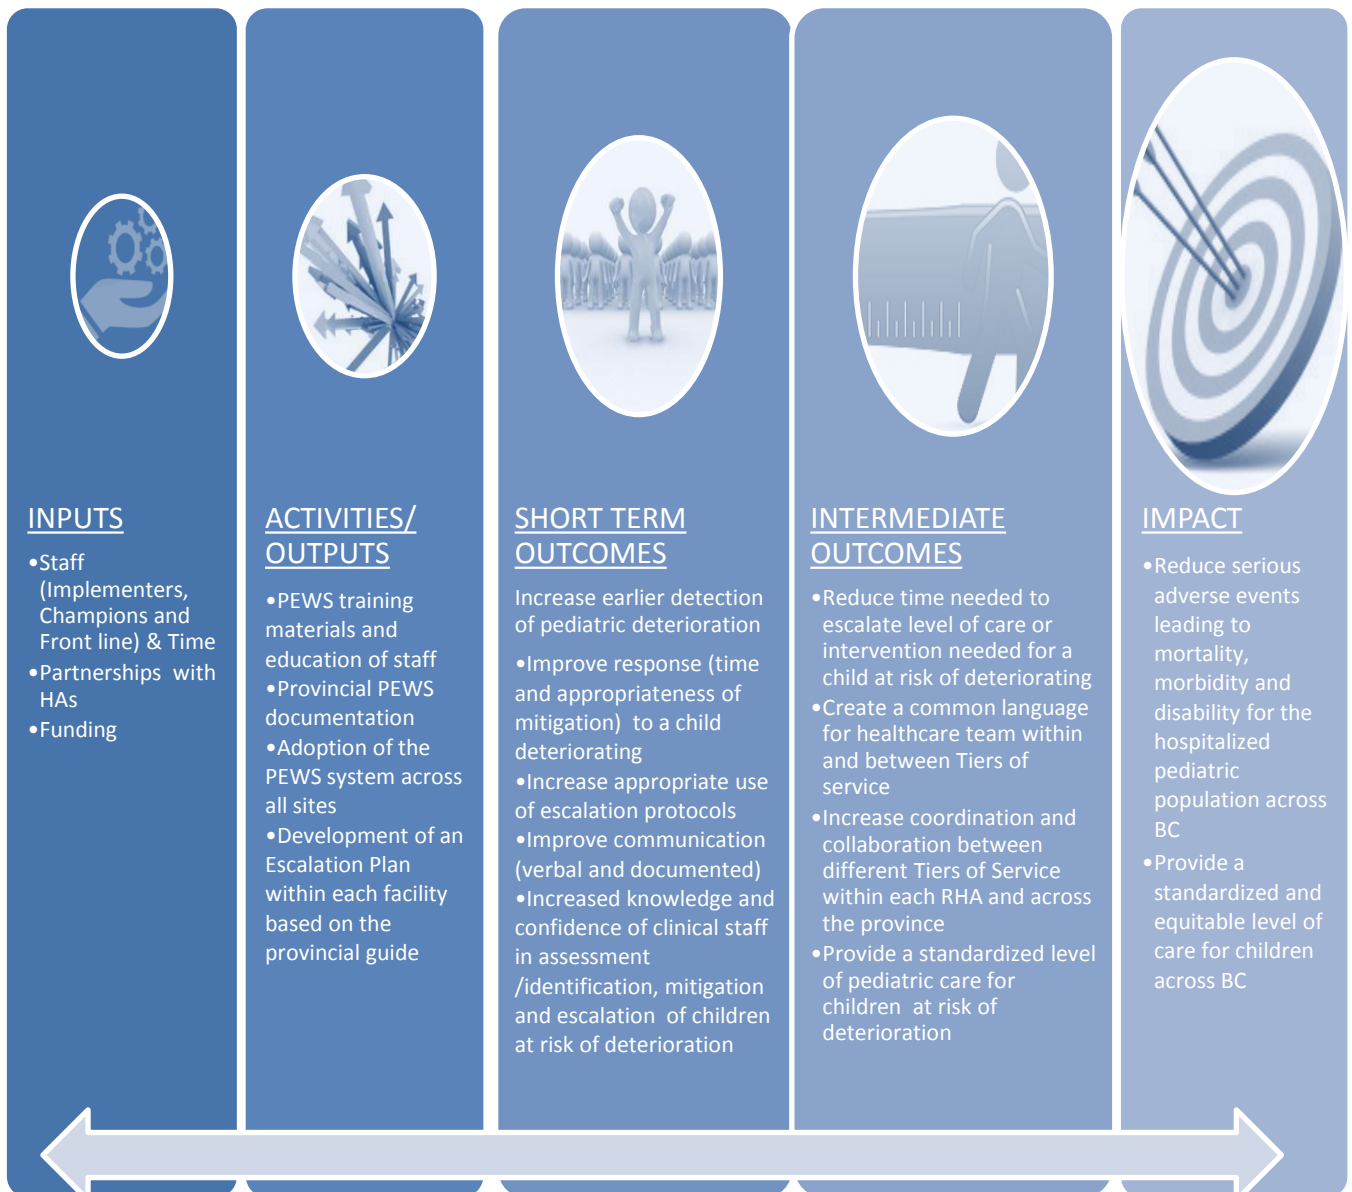 INPUTS
•Staff
(Implementers,
Champions and
Front line) & Time
•Partnerships with
HAs
•Funding
ACTIVITIES/
OUTPUTS
•PEWS training
materials and
education of staff
•Provincial PEWS
documentation
•Adoption of the
PEWS system across
all sites
•Development of an
Escalation Plan
within each facility
based on the
provincial guide
SHORT TERM
OUTCOMES
Increase earlier detection
of pediatric deterioration
•Improve response (time
and appropriateness of
mitigation) to a child
deteriorating
•Increase appropriate use
of escalation protocols
•Improve communication
(verbal and documented)
•Increased knowledge and
confidence of clinical staff
in assessment
/identification, mitigation
and escalation of children
at risk of deterioration
INTERMEDIATE
OUTCOMES
•Reduce time needed to
escalate level of care or
intervention needed for a
child at risk of deteriorating
•Create a common language
for healthcare team within
and between Tiers of
service
•Increase coordination and
collaboration between
different Tiers of Service
within each RHA and across
the province
•Provide a standardized level
of pediatric care for
children at risk of
deterioration
IMPACT
•Reduce serious
adverse events
leading to
mortality,
morbidity and
disability for the
hospitalized
pediatric
population across
BC
•Provide a
standardized and
equitable level of
care for children
across BC